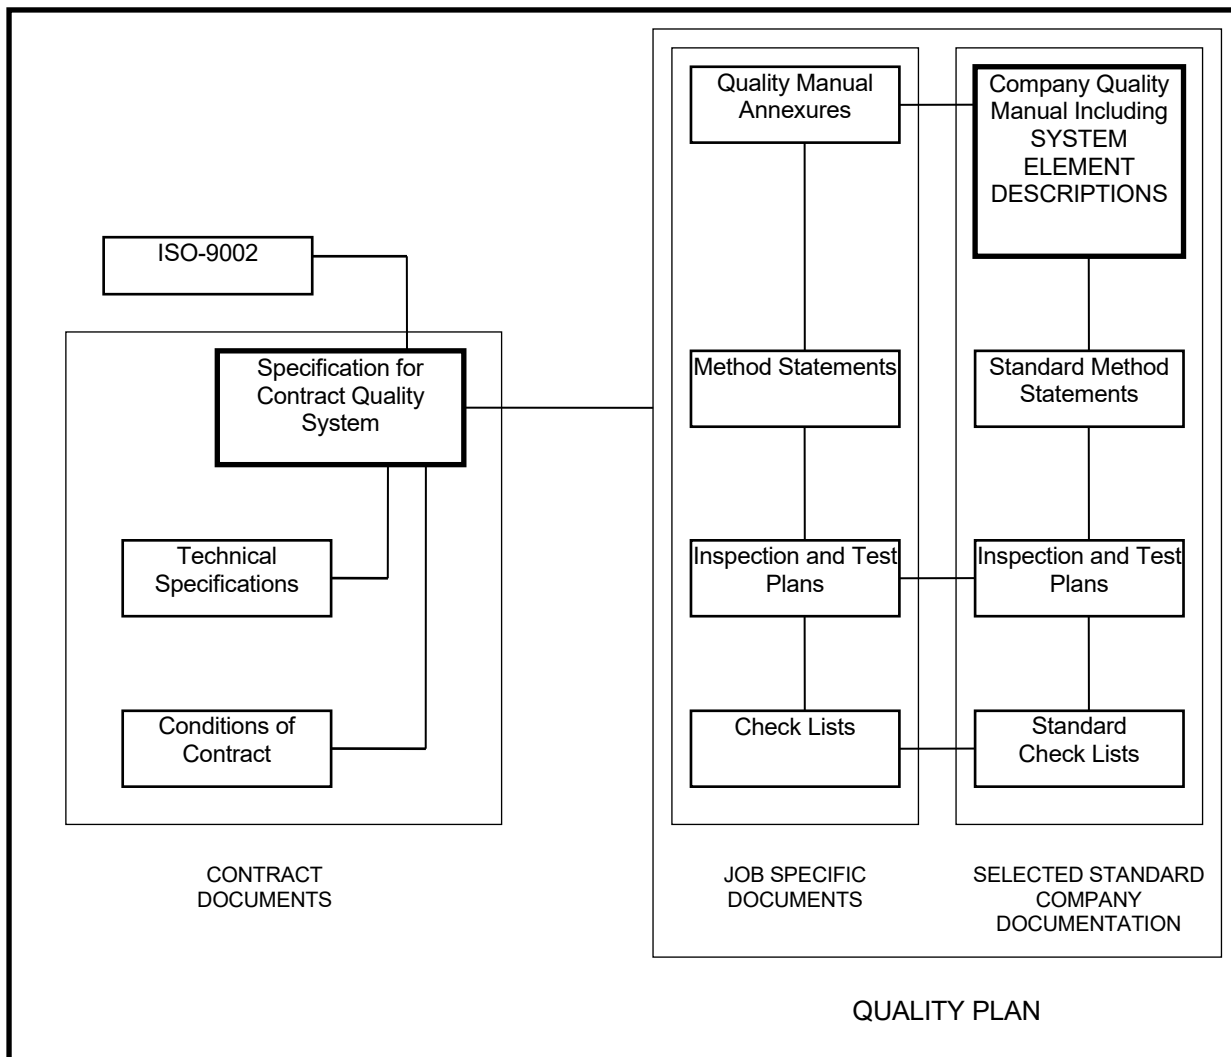 Quality Manual
Annexures
Company Quality
Manual Including
SYSTEM
ELEMENT
DESCRIPTIONS
ISO-9002
Specification for
Contract Quality
System
Method Statements
Standard Method
Statements
Technical
Specifications
Inspection and Test
Plans
Inspection and Test
Plans
Conditions of
Contract
Check Lists
Standard
Check Lists
CONTRACT
DOCUMENTS
JOB SPECIFIC
DOCUMENTS
SELECTED STANDARD
COMPANY
DOCUMENTATION
QUALITY PLAN